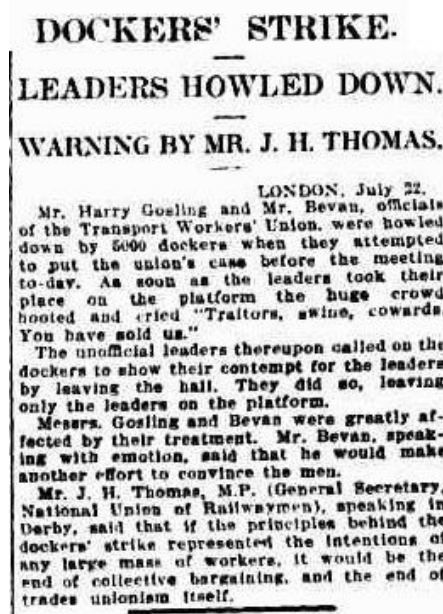 DOCKERS' STRIKE.
LEADERS HOWLED DOWN.
WARNING BY MR. J. H. THOMAS.
LONDON, July 22.
Mr. Harry Gosling and Mr. Bevan, officials
of the Transport Workers' Union, were howled
down by 5000 dockers when they attempted
to put the union's case before the meeting
to-day. As soon as the leaders took their
place on the platform the huge crowd
hooted and cried "Traitors, swine, cowards.
You have sold us."
The unofficial leaders thereupon called on the
dockers to show their contempt for the leaders
by leaving the hall. They did so, leaving
only the leaders on the platform.
Messrs. Gosling and Bevan were greatly af-
fected by their treatment. Mr. Bevan, speak-
ing with emotion, said that he would make
another effort to convince the men.
Mr. J. H. Thomas, M.P. (General Secretary,
National Union of Railwaymen), speaking in
Derby, said that if the principles behind the
dockers' strike represented the intentions of
any large mass of workers, it would be the
end of collective bargaining, and the end of
trades unionism itself.